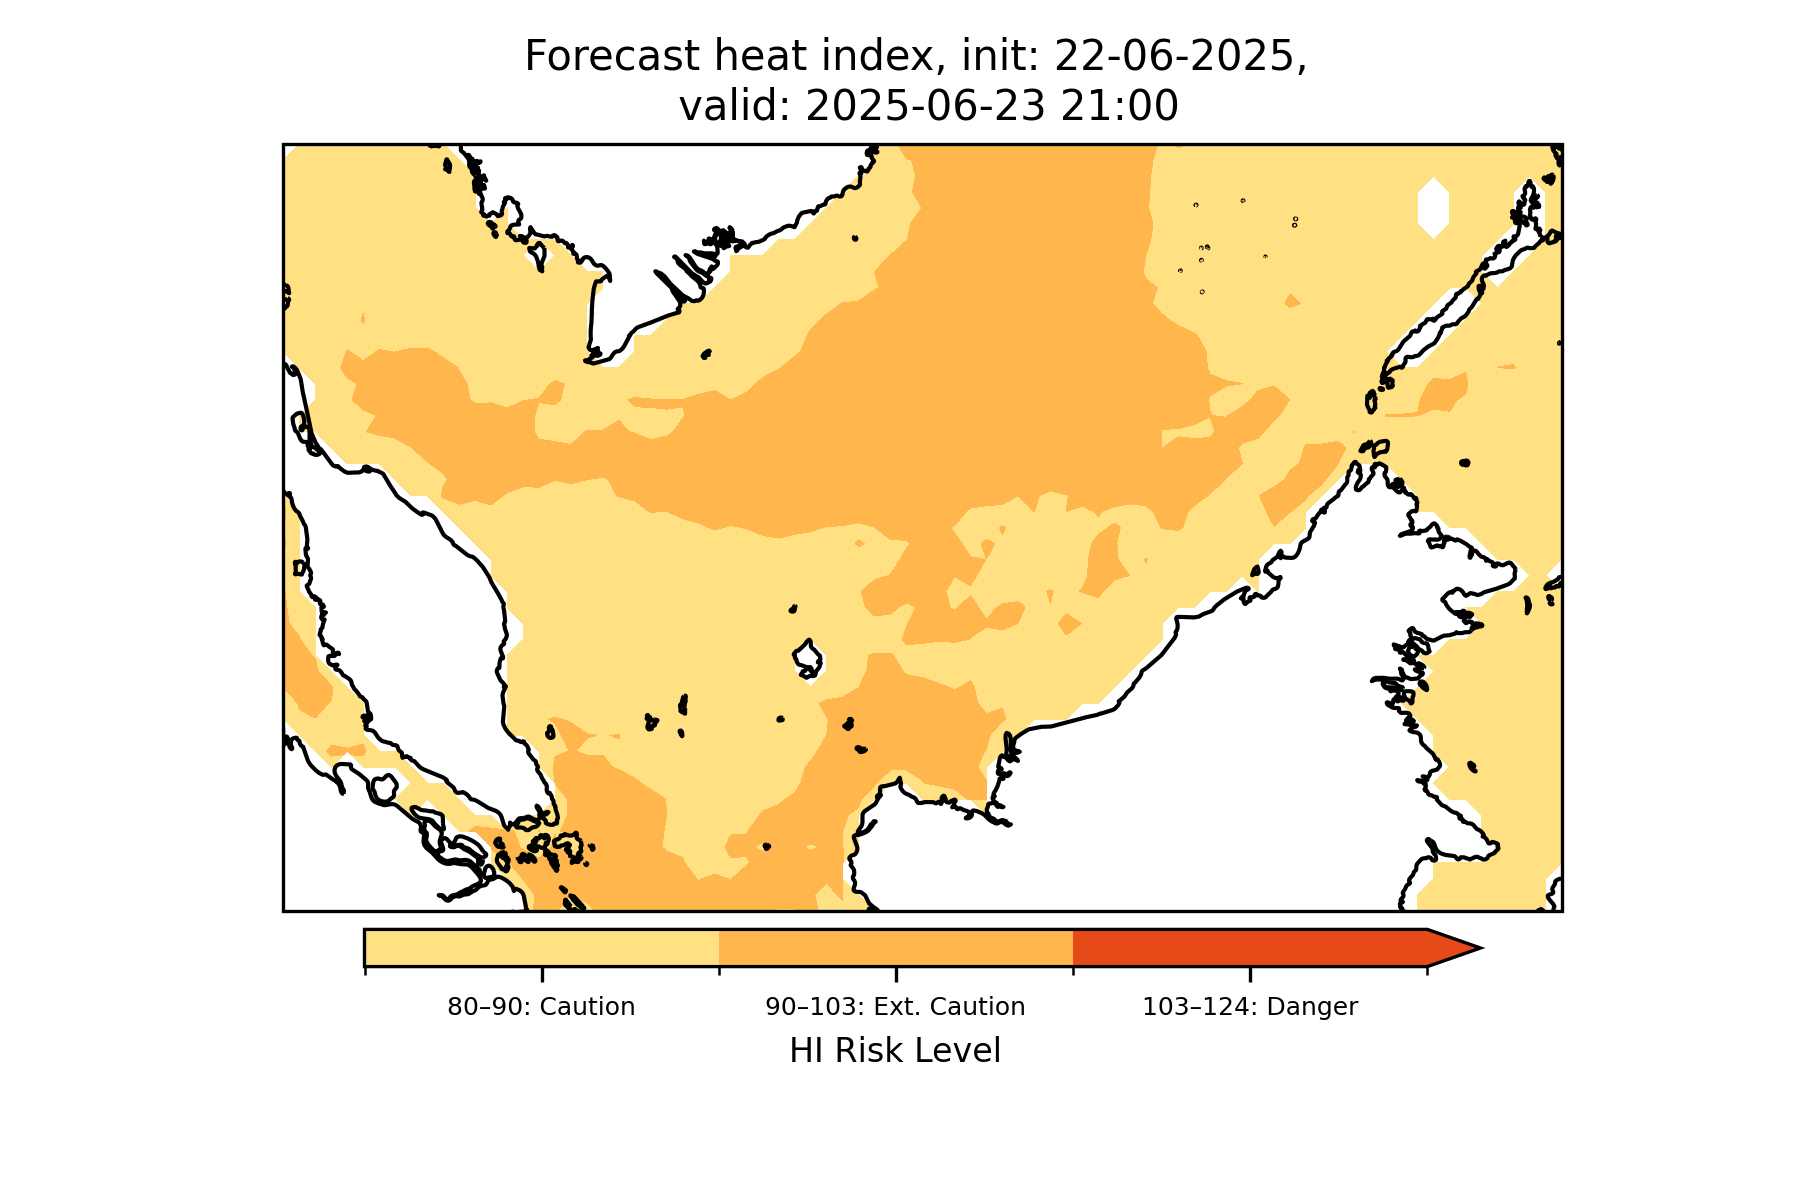 Forecast heat index, init: 22-06-2025,
valid: 2025-06-23 21:00
80–90: Caution
90–103: Ext. Caution
103–124: Danger
HI Risk Level